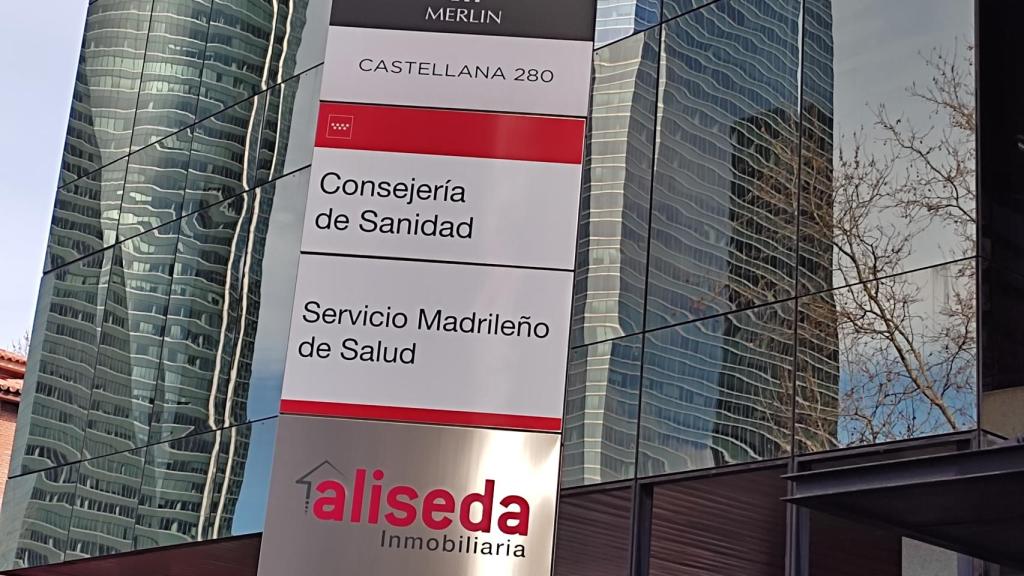 MERLIN
CASTELLANA 280
Consejería
de Sanidad
Servicio Madrileño
de Salud
aliseda
Inmobiliaria